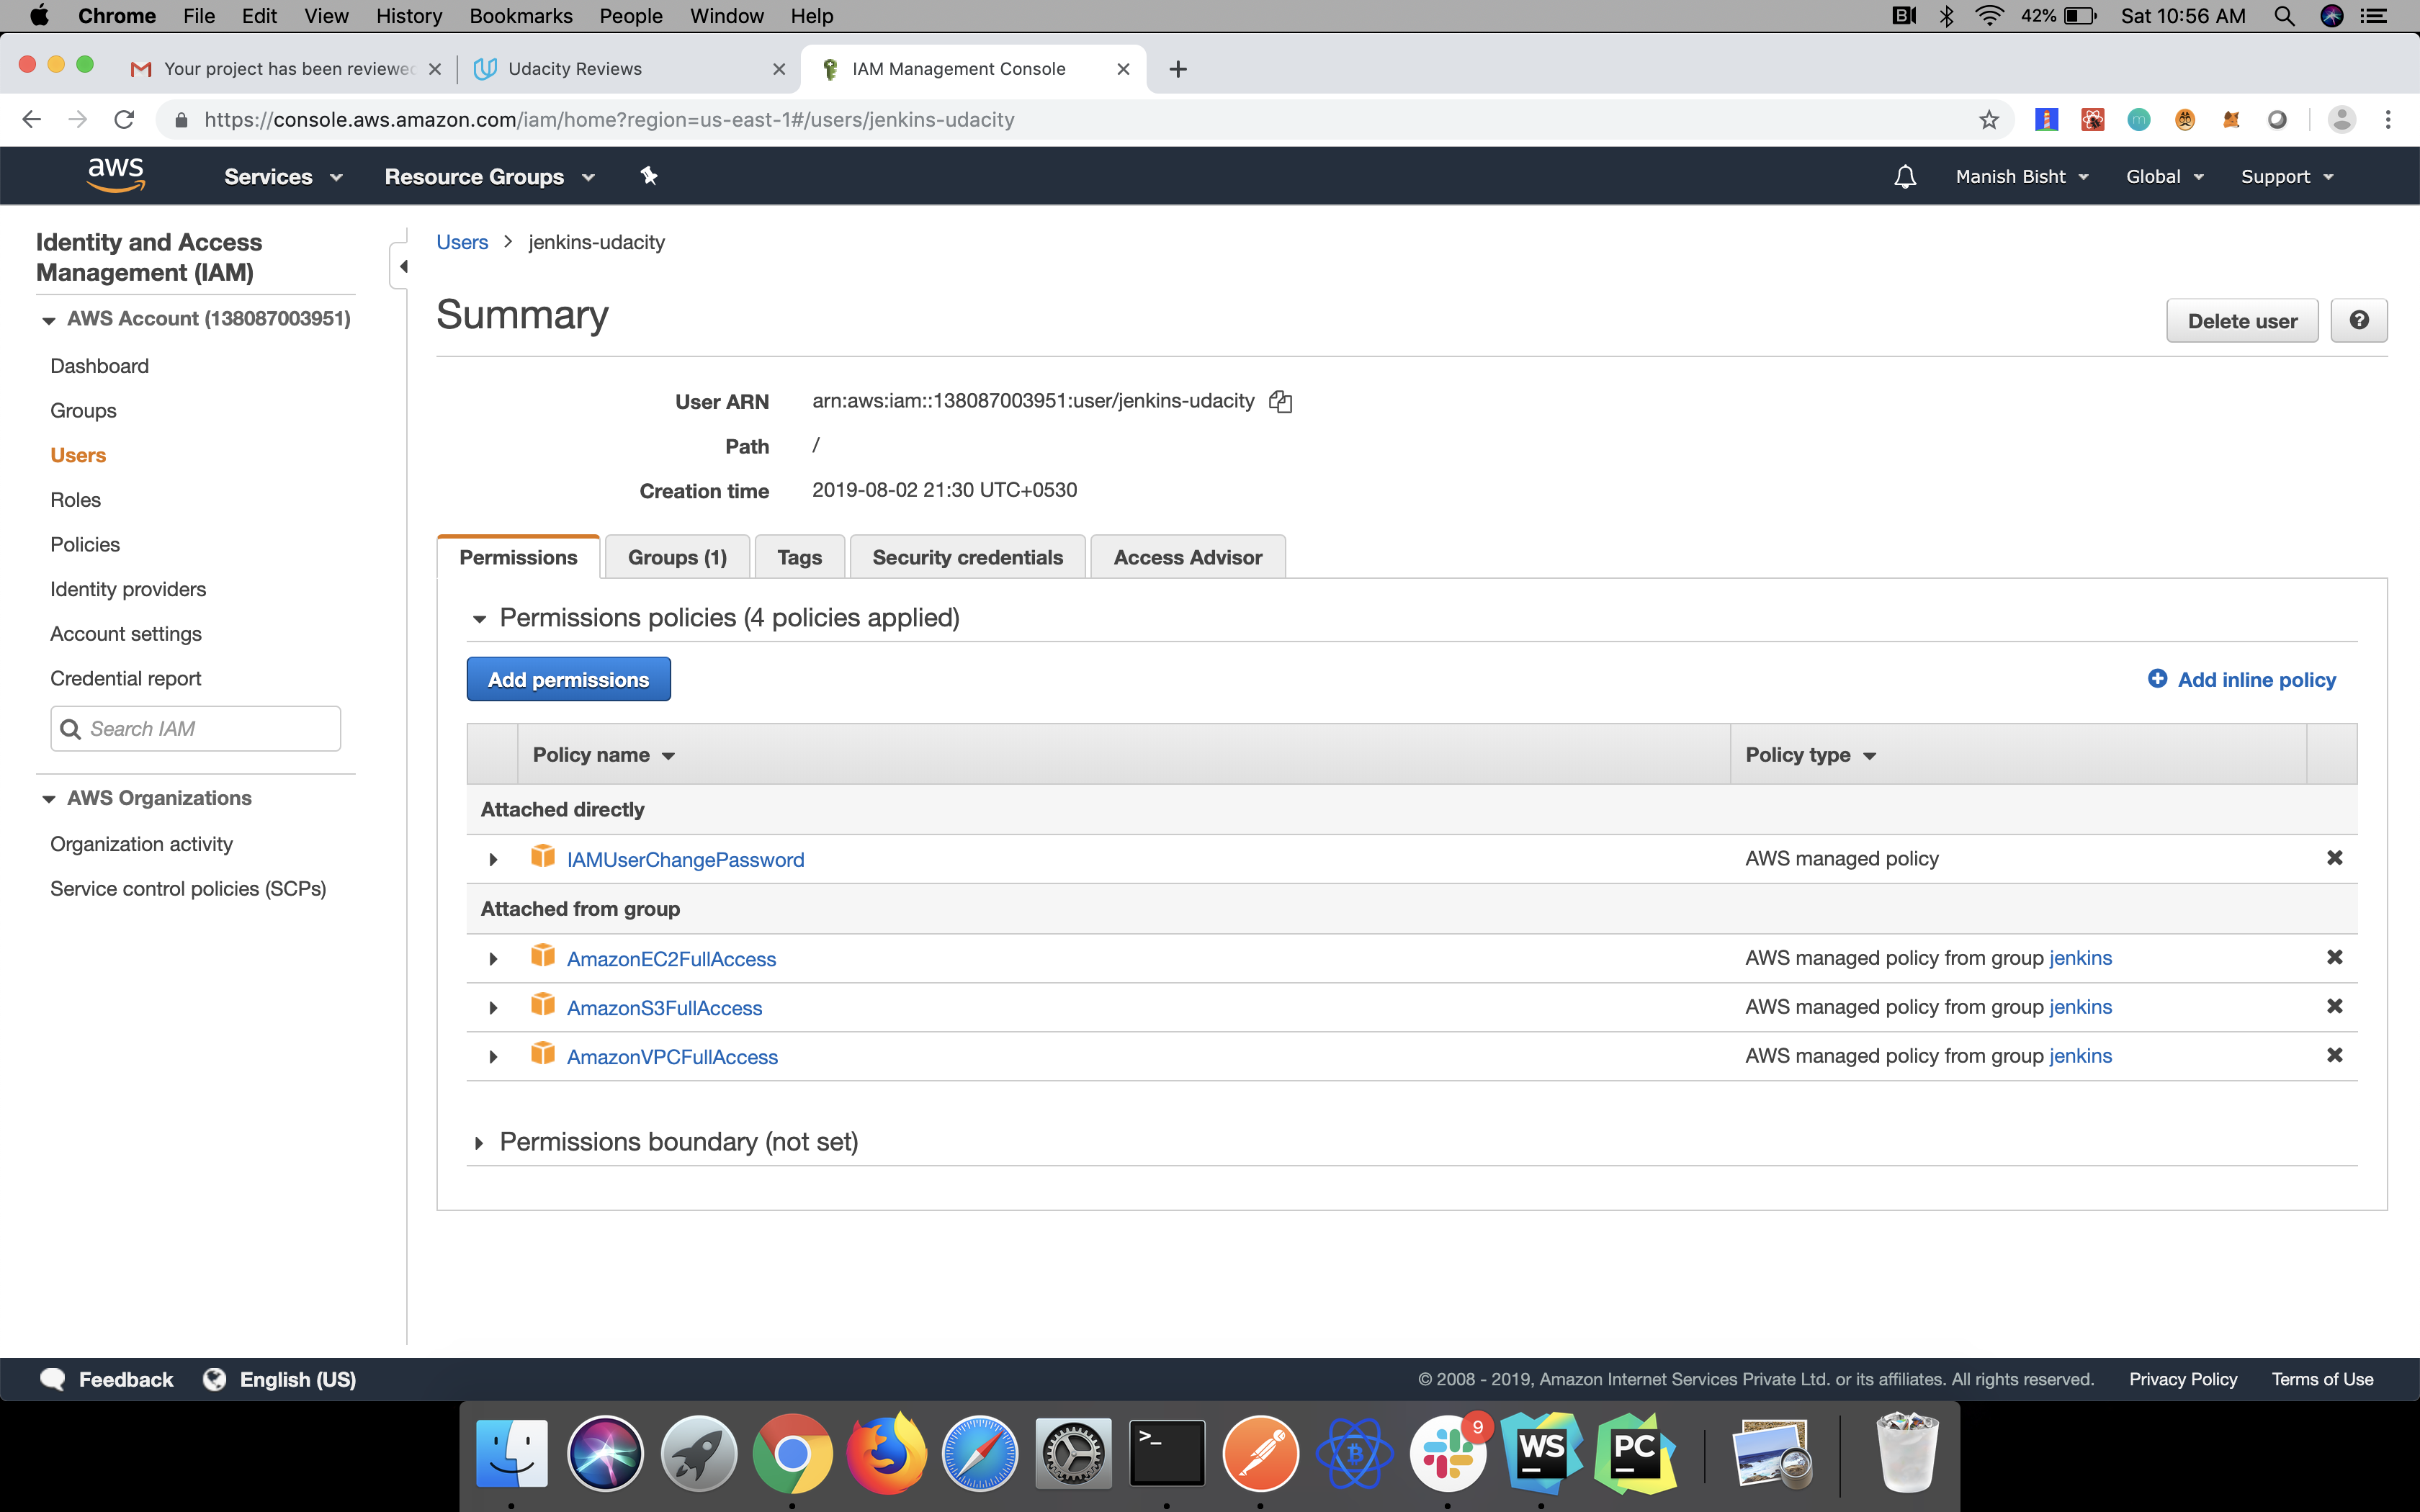 Chrome File Edit View History Bookmarks People Window Help 42% Sat 10:56 AM
Your project has been reviewed Udacity Reviews IAM Management Console
https://console.aws.amazon.com/iam/home?region=us-east-1#/users/jenkins-udacity
aws Services Resource Groups Manish Bisht Global Support
Identity and Access
Management (IAM)
AWS Account (138087003951)
Dashboard
Groups
Users
Roles
Policies
Identity providers
Account settings
Credential report
Search IAM
AWS Organizations
Organization activity
Service control policies (SCPs)
Users > jenkins-udacity
Summary
Delete user ?
User ARN arn:aws:iam::138087003951:user/jenkins-udacity
Path /
Creation time 2019-08-02 21:30 UTC+0530
Permissions Groups (1) Tags Security credentials Access Advisor
Permissions policies (4 policies applied)
Add permissions Add inline policy
Policy name Policy type
Attached directly
IAMUserChangePassword AWS managed policy
Attached from group
AmazonEC2FullAccess AWS managed policy from group jenkins
AmazonS3FullAccess AWS managed policy from group jenkins
AmazonVPCFullAccess AWS managed policy from group jenkins
Permissions boundary (not set)
Feedback English (US) © 2008 - 2019, Amazon Internet Services Private Ltd. or its affiliates. All rights reserved. Privacy Policy Terms of Use
>_ 9 WS PC